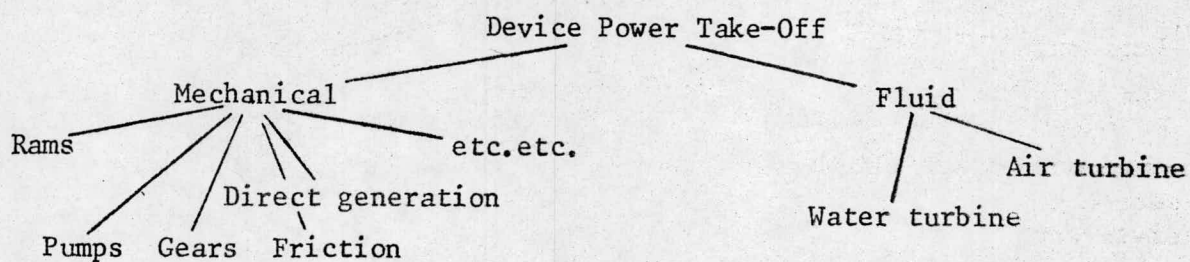 Device Power Take-Off
Mechanical
Fluid
Rams
etc.etc.
Air turbine
Direct generation
Water turbine
Pumps Gears Friction